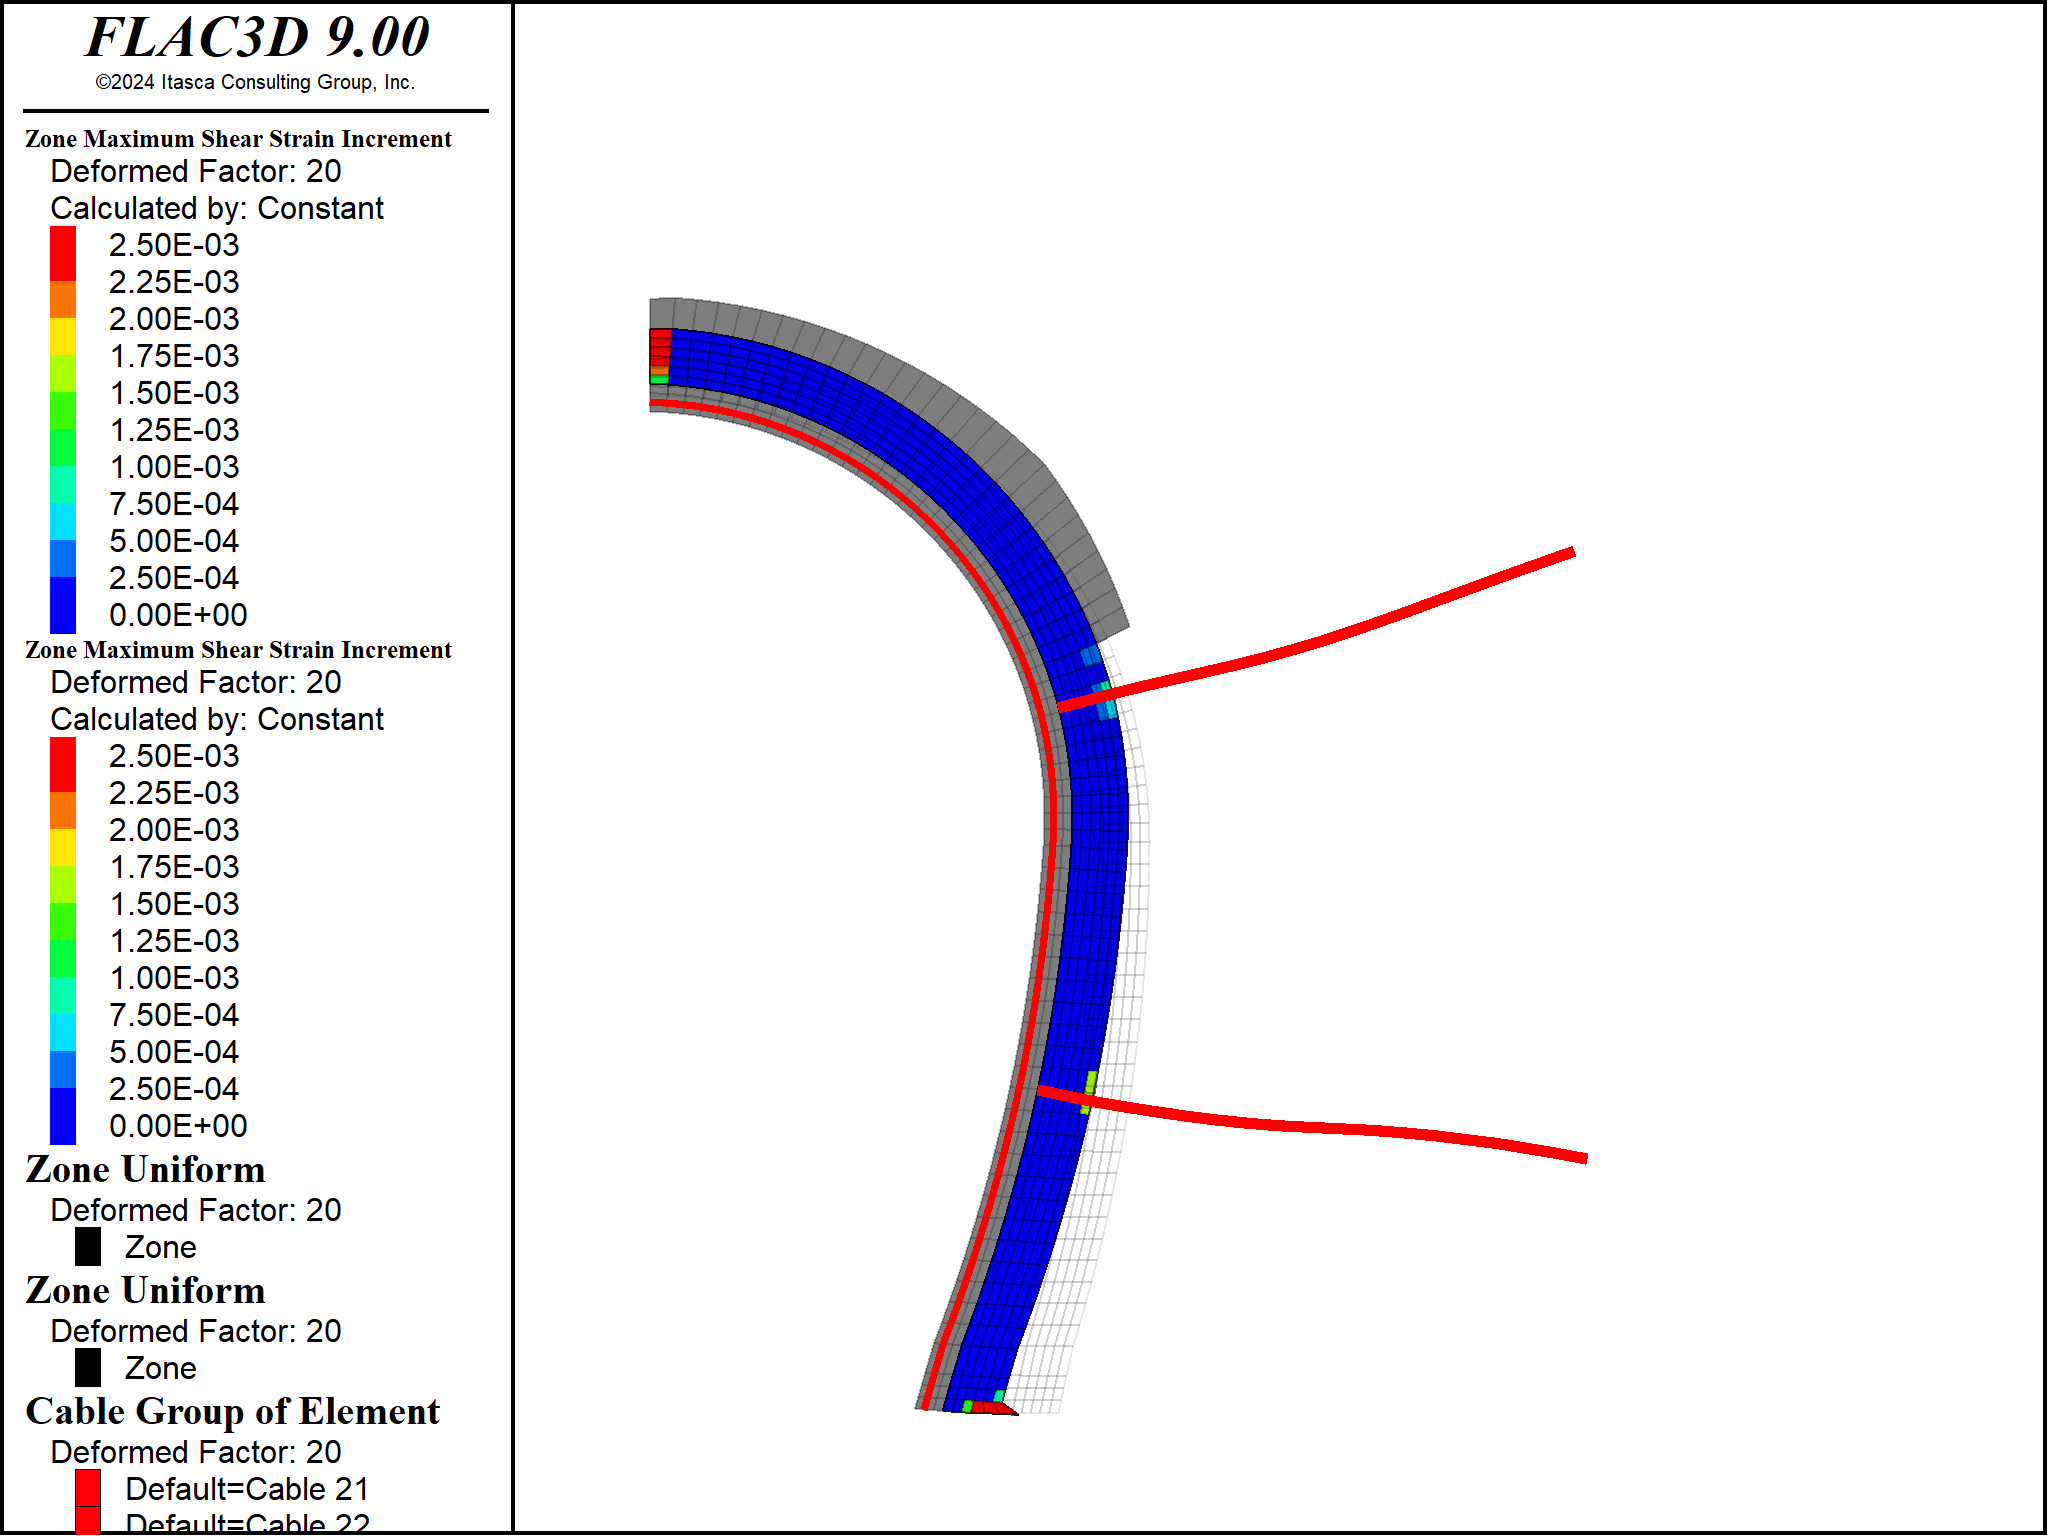 FLAC3D 9.00
©2024 Itasca Consulting Group, Inc.
Zone Maximum Shear Strain Increment
Deformed Factor: 20
Calculated by: Constant
2.50E-03
2.25E-03
2.00E-03
1.75E-03
1.50E-03
1.25E-03
1.00E-03
7.50E-04
5.00E-04
2.50E-04
0.00E+00
Zone Maximum Shear Strain Increment
Deformed Factor: 20
Calculated by: Constant
2.50E-03
2.25E-03
2.00E-03
1.75E-03
1.50E-03
1.25E-03
1.00E-03
7.50E-04
5.00E-04
2.50E-04
0.00E+00
Zone Uniform
Deformed Factor: 20
Zone
Zone Uniform
Deformed Factor: 20
Zone
Cable Group of Element
Deformed Factor: 20
Default=Cable 21
Default=Cable 22